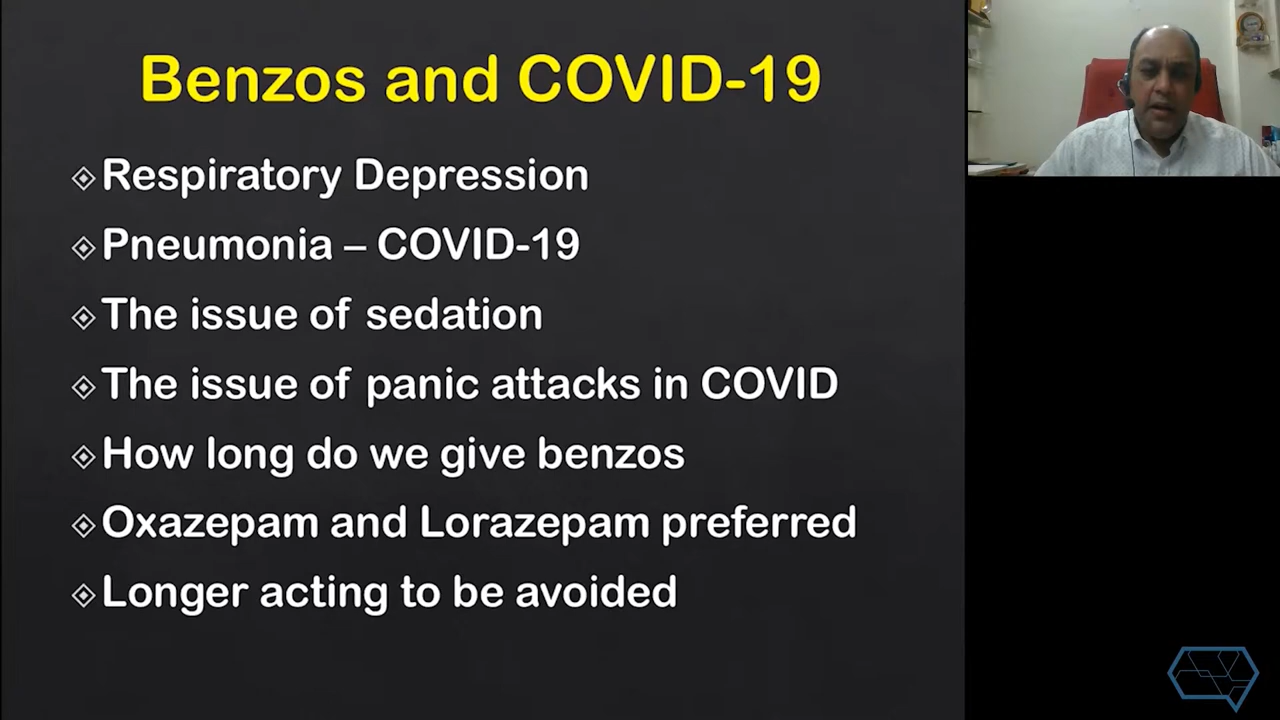 Benzos and COVID-19
Respiratory Depression
Pneumonia – COVID-19
The issue of sedation
The issue of panic attacks in COVID
How long do we give benzos
Oxazepam and Lorazepam preferred
Longer acting to be avoided